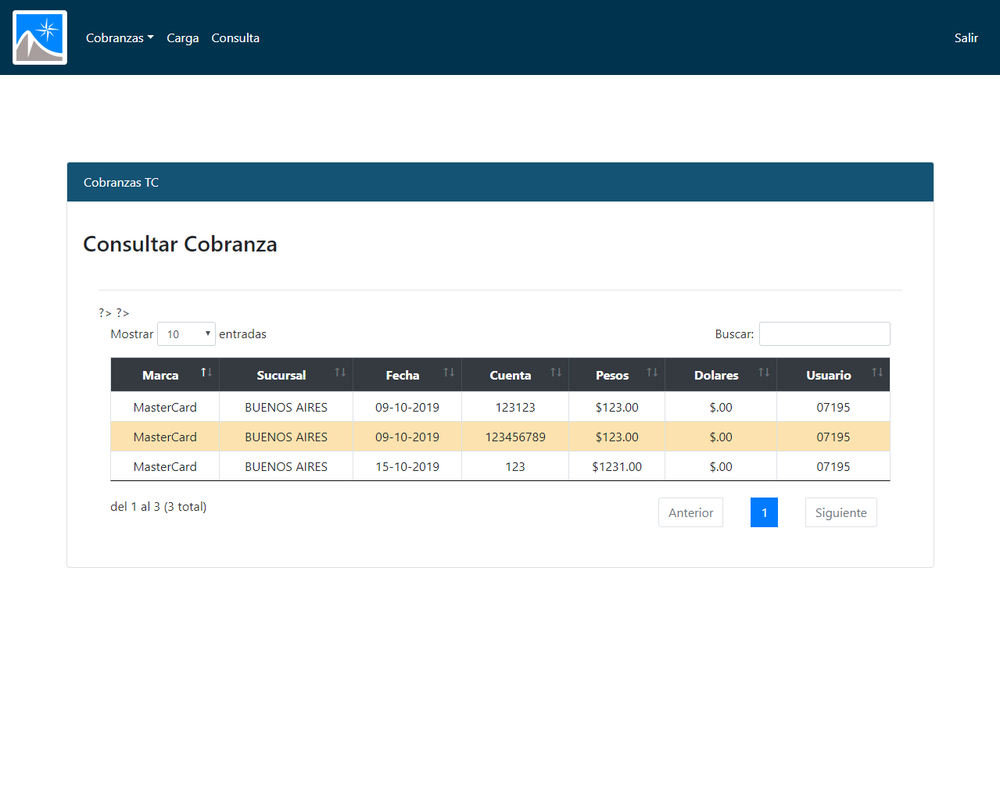 Cobranzas Carga Consulta Salir
Cobranzas TC
Consultar Cobranza
?> ?>
Mostrar 10 entradas Buscar:
Marca Sucursal Fecha Cuenta Pesos Dolares Usuario
MasterCard BUENOS AIRES 09-10-2019 123123 $123.00 $.00 07195
MasterCard BUENOS AIRES 09-10-2019 123456789 $123.00 $.00 07195
MasterCard BUENOS AIRES 15-10-2019 123 $1231.00 $.00 07195
del 1 al 3 (3 total) Anterior 1 Siguiente